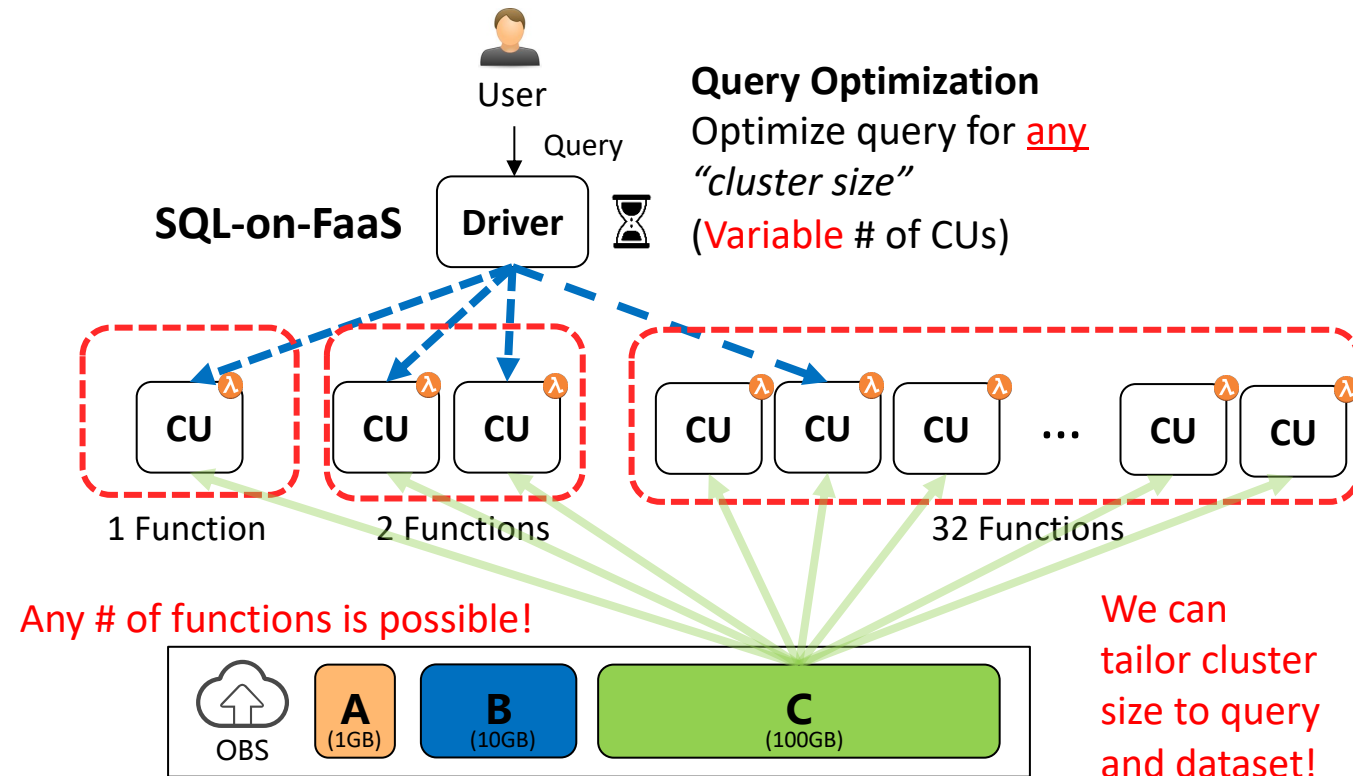 User
Query
Query Optimization
Optimize query for any
“cluster size”
(Variable # of CUs)
SQL-on-FaaS
Driver
λ
λ
λ
λ
λ
λ
λ
λ
CU
CU
CU
CU
CU
CU
...
CU
CU
1 Function
2 Functions
32 Functions
Any # of functions is possible!
We can
tailor cluster
size to query
and dataset!
OBS
A
(1GB)
B
(10GB)
C
(100GB)